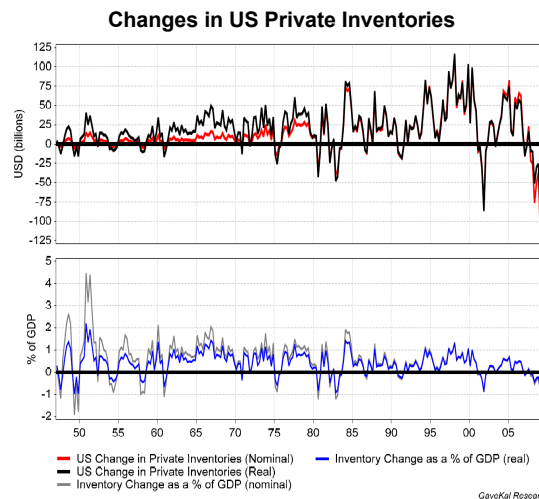 Changes in US Private Inventories
125
100
75
50
25
0
-25
-50
-75
-100
-125
USD (billions)
5
4
3
2
1
0
-1
-2
% of GDP
50 55 60 65 70 75 80 85 90 95 00 05
US Change in Private Inventories (Nominal)
Inventory Change as a % of GDP (real)
US Change in Private Inventories (Real)
Inventory Change as a % of GDP (nominal)
GaveKal Resear